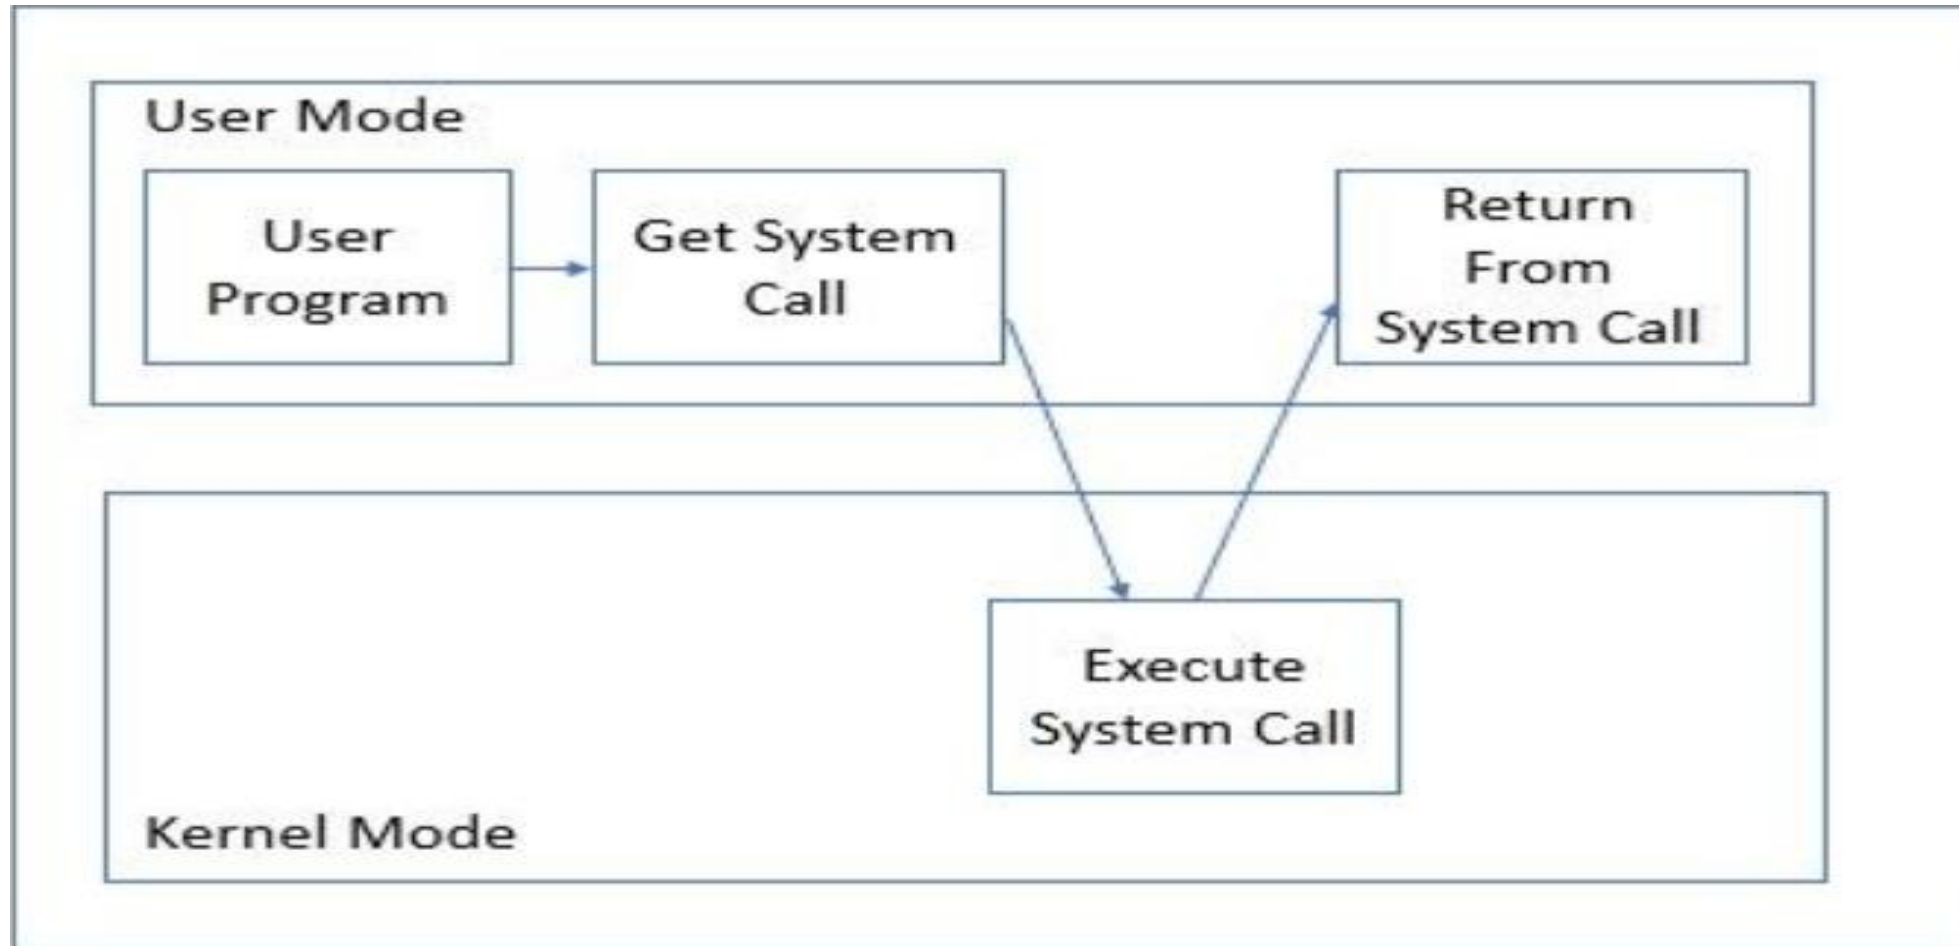 User Mode
User
Program
Get System
Call
Return
From
System Call
Execute
System Call
Kernel Mode